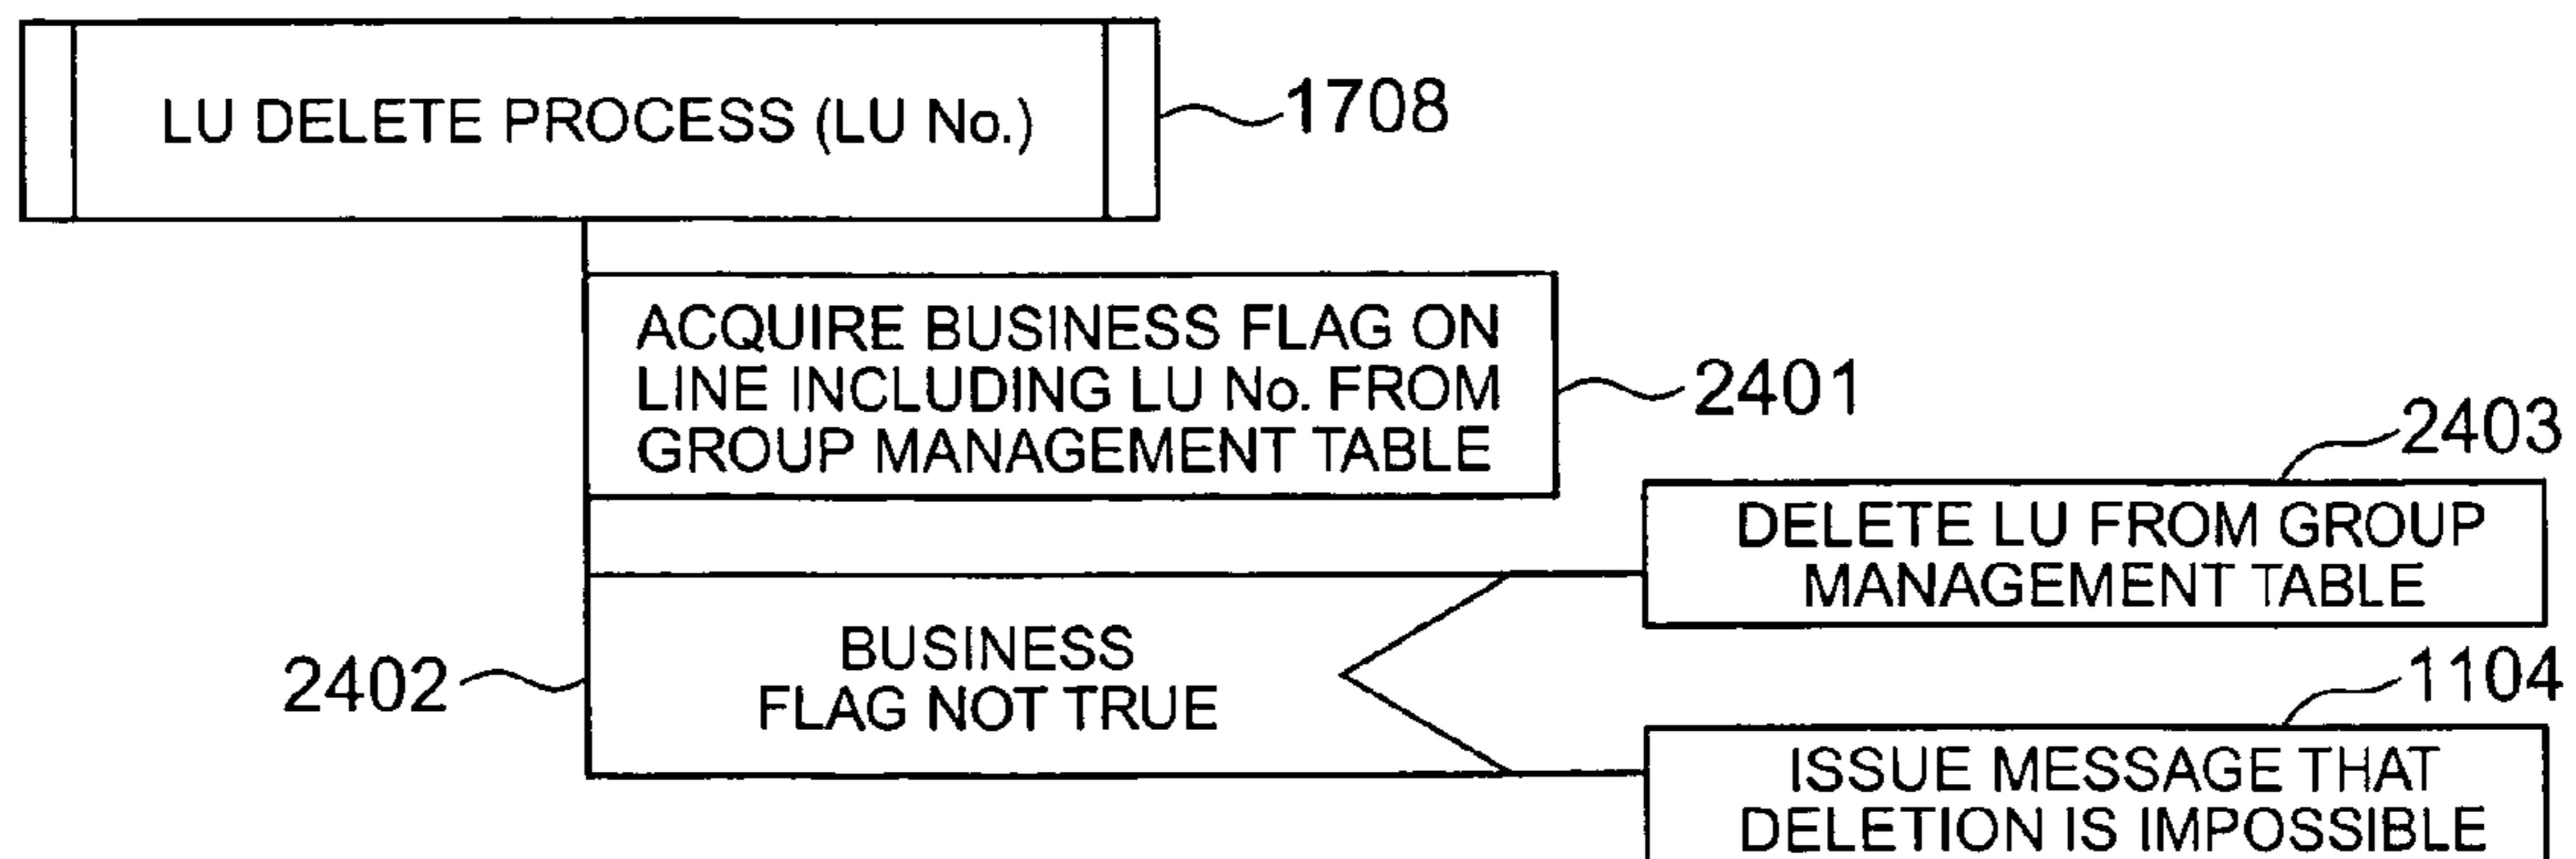 LU DELETE PROCESS (LU No.)
1708
ACQUIRE BUSINESS FLAG ON
LINE INCLUDING LU No. FROM
GROUP MANAGEMENT TABLE
2401
2403
DELETE LU FROM GROUP
MANAGEMENT TABLE
2402
BUSINESS
FLAG NOT TRUE
1104
ISSUE MESSAGE THAT
DELETION IS IMPOSSIBLE